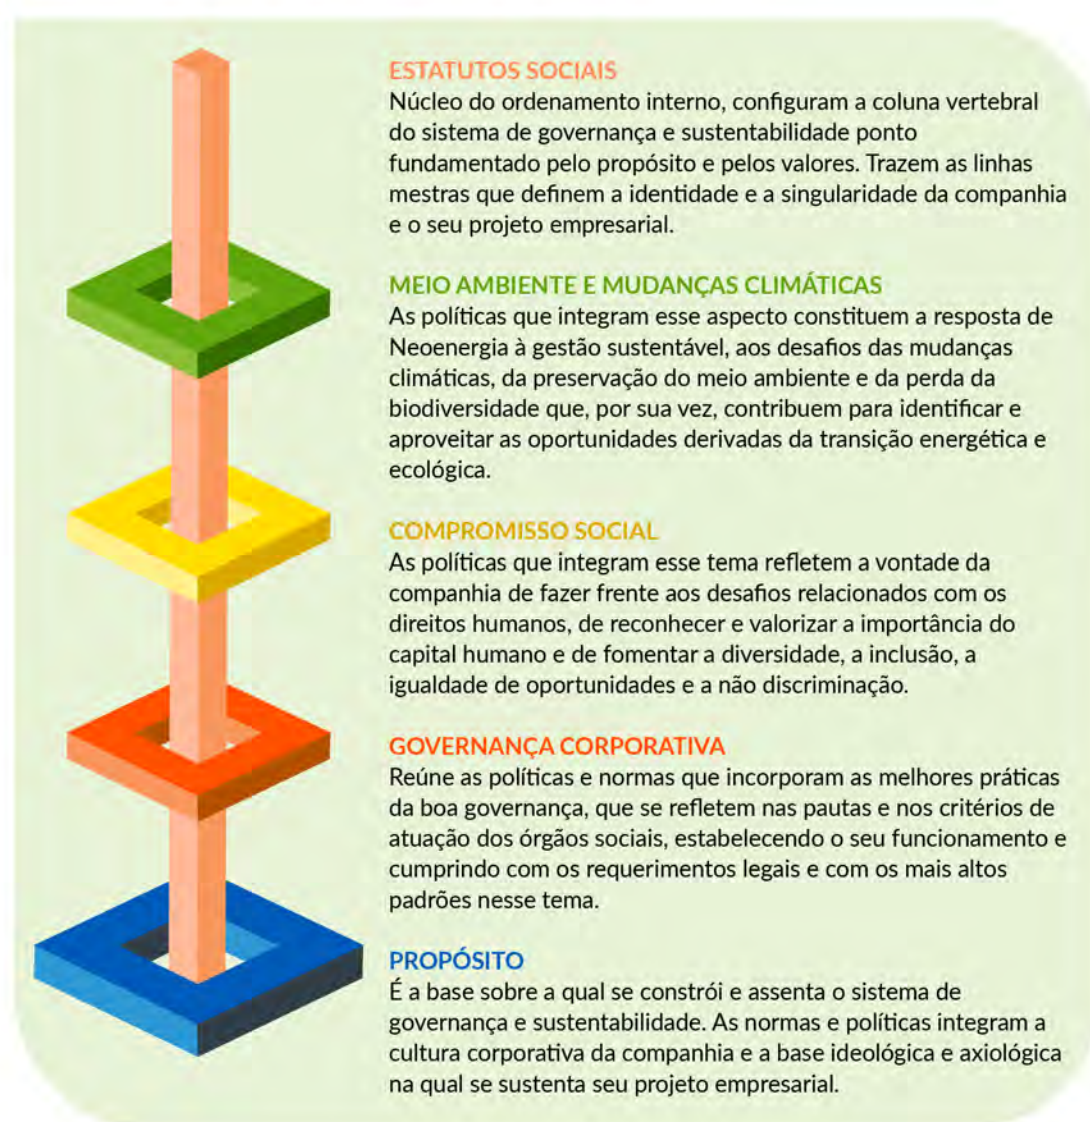 ESTATUTOS SOCIAIS
Núcleo do ordenamento interno, configuram a coluna vertebral
do sistema de governança e sustentabilidade ponto
fundamentado pelo propósito e pelos valores. Trazem as linhas
mestras que definem a identidade e a singularidade da companhia
e o seu projeto empresarial.
MEIO AMBIENTE E MUDANÇAS CLIMÁTICAS
As políticas que integram esse aspecto constituem a resposta de
Neoenergia à gestão sustentável, aos desafios das mudanças
climáticas, da preservação do meio ambiente e da perda da
biodiversidade que, por sua vez, contribuem para identificar e
aproveitar as oportunidades derivadas da transição energética e
ecológica.
COMPROMISSO SOCIAL
As políticas que integram esse tema refletem a vontade da
companhia de fazer frente aos desafios relacionados com os
direitos humanos, de reconhecer e valorizar a importância do
capital humano e de fomentar a diversidade, a inclusão, a
igualdade de oportunidades e a não discriminação.
GOVERNANÇA CORPORATIVA
Reúne as políticas e normas que incorporam as melhores práticas
da boa governança, que se refletem nas pautas e nos critérios de
atuação dos órgãos sociais, estabelecendo o seu funcionamento e
cumprindo com os requerimentos legais e com os mais altos
padrões nesse tema.
PROPÓSITO
É a base sobre a qual se constrói e assenta o sistema de
governança e sustentabilidade. As normas e políticas integram a
cultura corporativa da companhia e a base ideológica e axiológica
na qual se sustenta seu projeto empresarial.